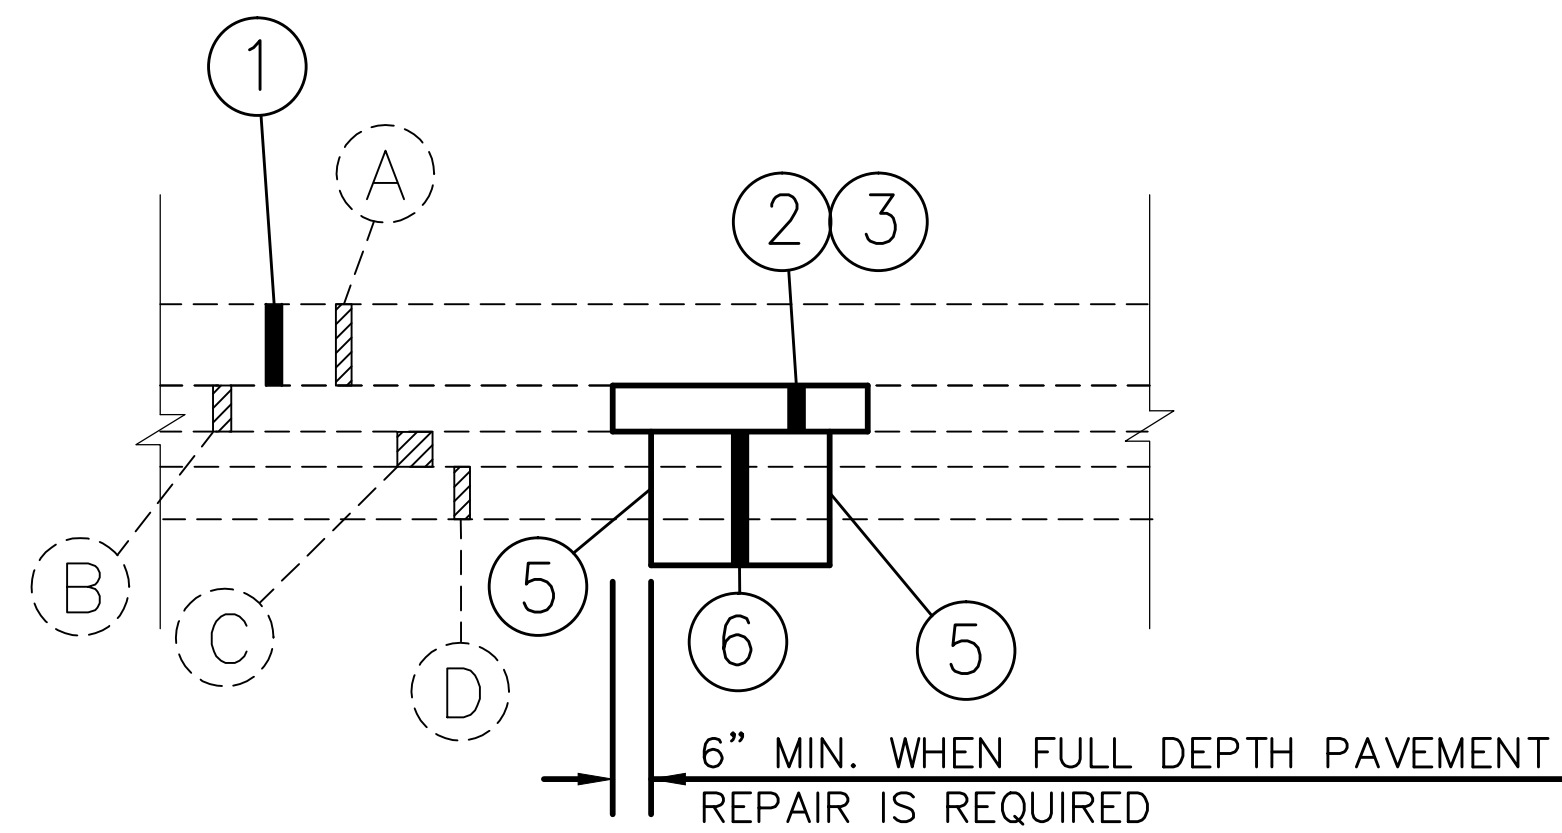 1
A
2 3
B
5
C
6
5
D
6” MIN. WHEN FULL DEPTH PAVEMENT
REPAIR IS REQUIRED